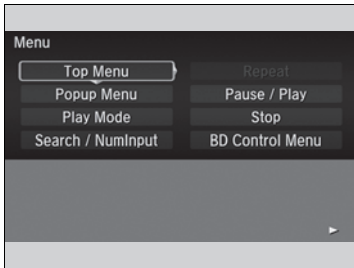 Menu
Top Menu
Repeat
Popup Menu
Pause / Play
Play Mode
Stop
Search / NumInput
BD Control Menu